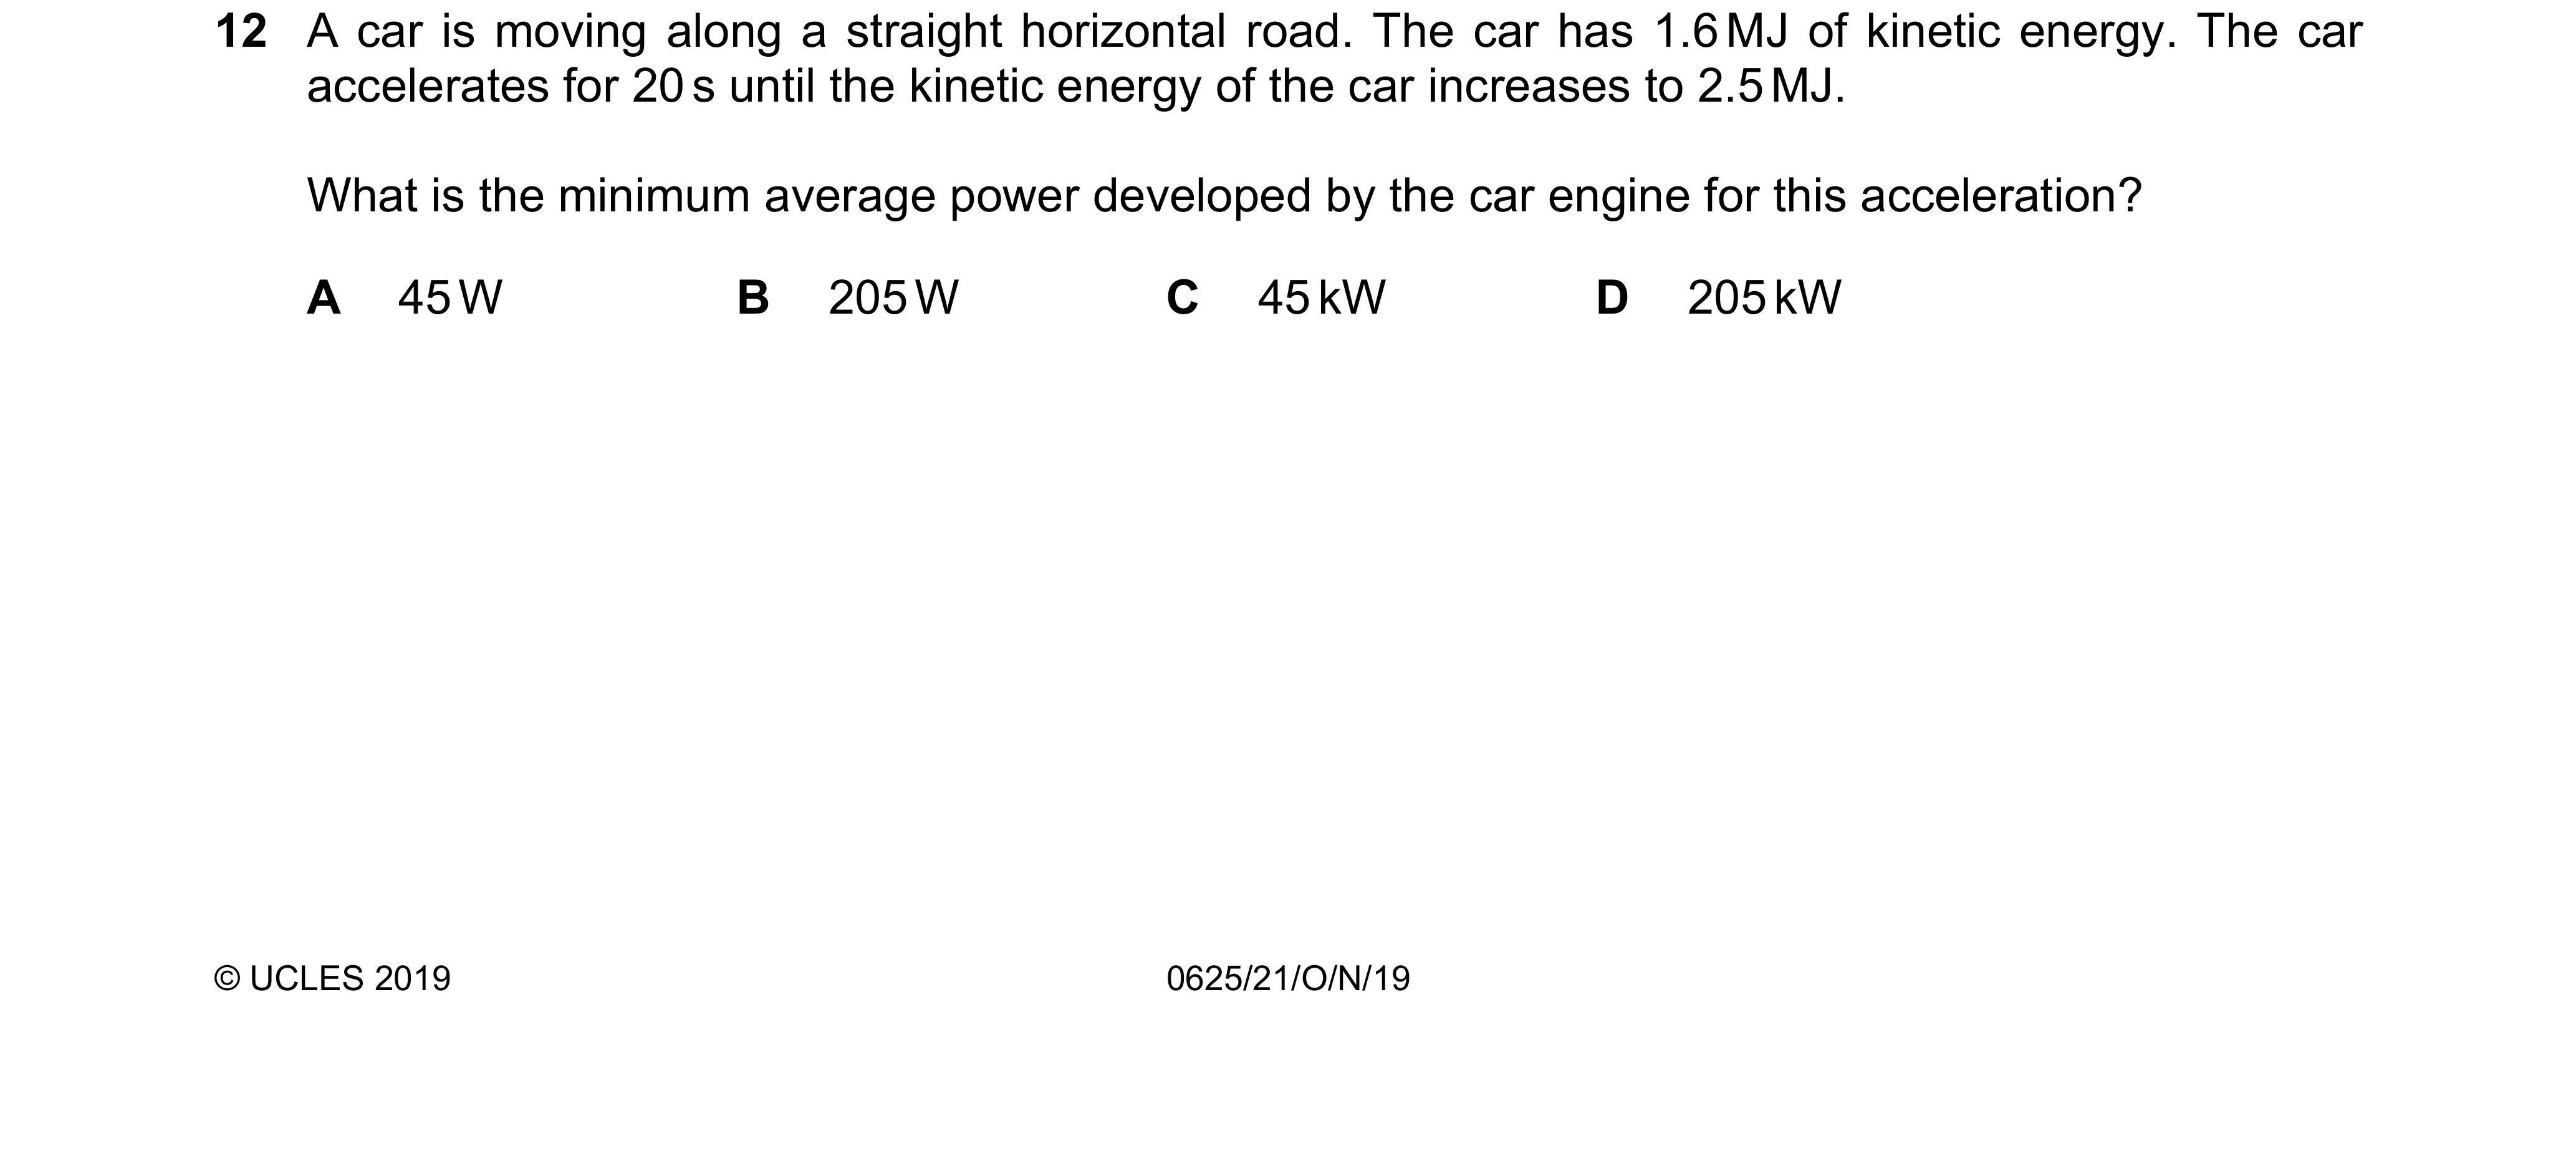 12 A car is moving along a straight horizontal road. The car has 1.6 MJ of kinetic energy. The car
accelerates for 20 s until the kinetic energy of the car increases to 2.5 MJ.
What is the minimum average power developed by the car engine for this acceleration?
A 45 W B 205 W C 45 kW D 205 kW
© UCLES 2019 0625/21/O/N/19